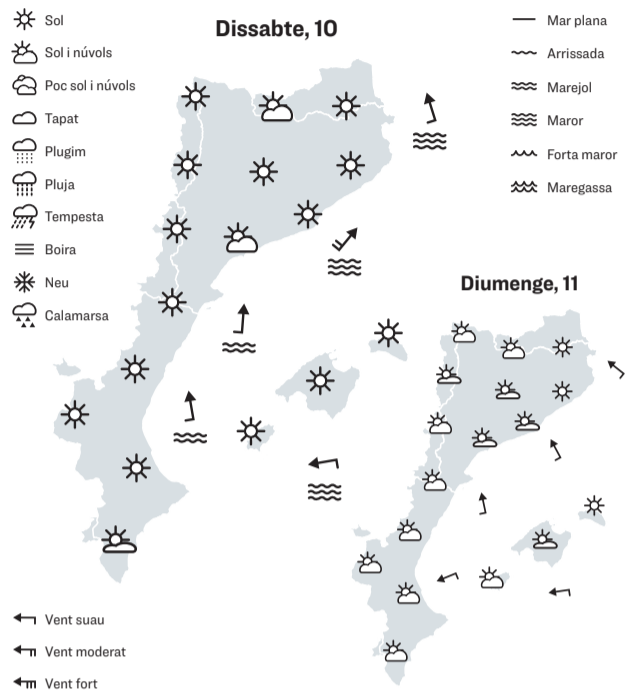 Sol
Sol i núvols
Poc sol i núvols
Tapat
Plugim
Pluja
Tempesta
Boira
Neu
Calamarsa
Dissabte, 10
Mar plana
Arrissada
Marejol
Maror
Forta maror
Maregassa
Diumenge, 11
Vent suau
Vent moderat
Vent fort